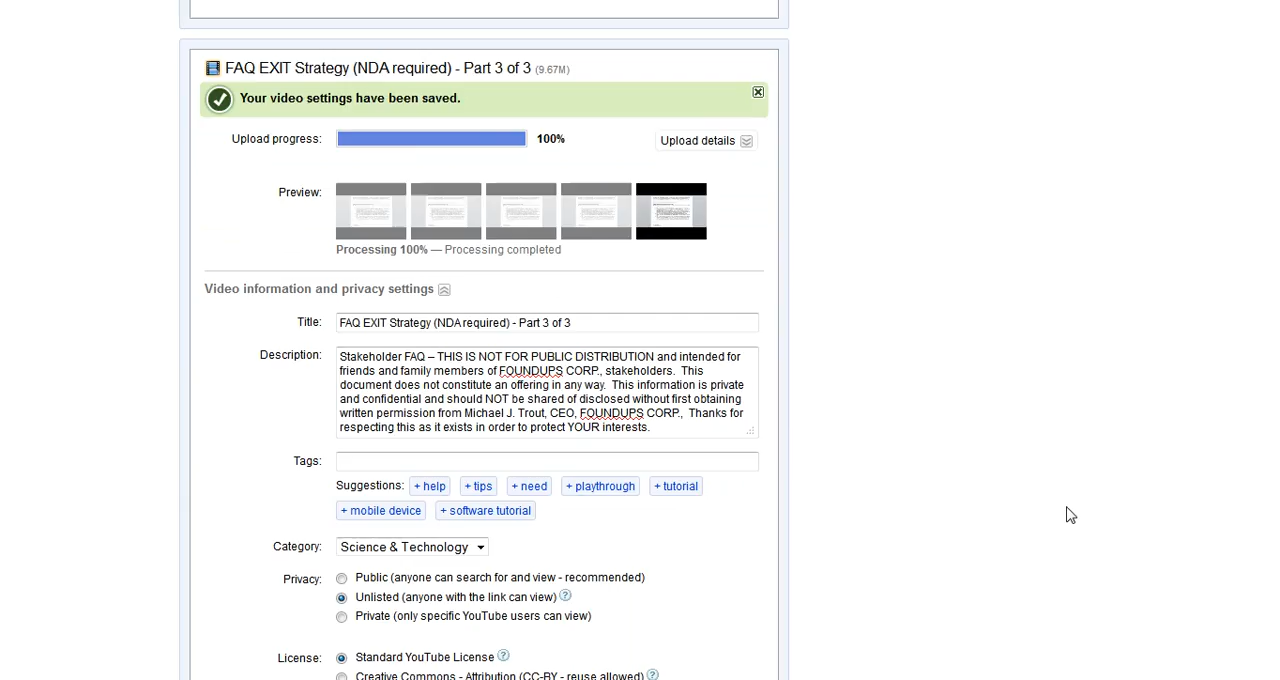 FAQ EXIT Strategy (NDA required) - Part 3 of 3 (9.67M)
Your video settings have been saved.
Upload progress: 100% Upload details
Preview:
Processing 100% — Processing completed
Video information and privacy settings
Title: FAQ EXIT Strategy (NDA required) - Part 3 of 3
Description: Stakeholder FAQ – THIS IS NOT FOR PUBLIC DISTRIBUTION and intended for
friends and family members of FOUNDUPS CORP., stakeholders. This
document does not constitute an offering in any way. This information is private
and confidential and should NOT be shared of disclosed without first obtaining
written permission from Michael J. Trout, CEO, FOUNDUPS CORP., Thanks for
respecting this as it exists in order to protect YOUR interests.
Tags:
Suggestions: + help + tips + need + playthrough + tutorial
+ mobile device + software tutorial
Category: Science & Technology
Privacy: Public (anyone can search for and view - recommended)
Unlisted (anyone with the link can view) ?
Private (only specific YouTube users can view)
License: Standard YouTube License ?
Creative Commons - Attribution (CC-BY - reuse allowed) ?